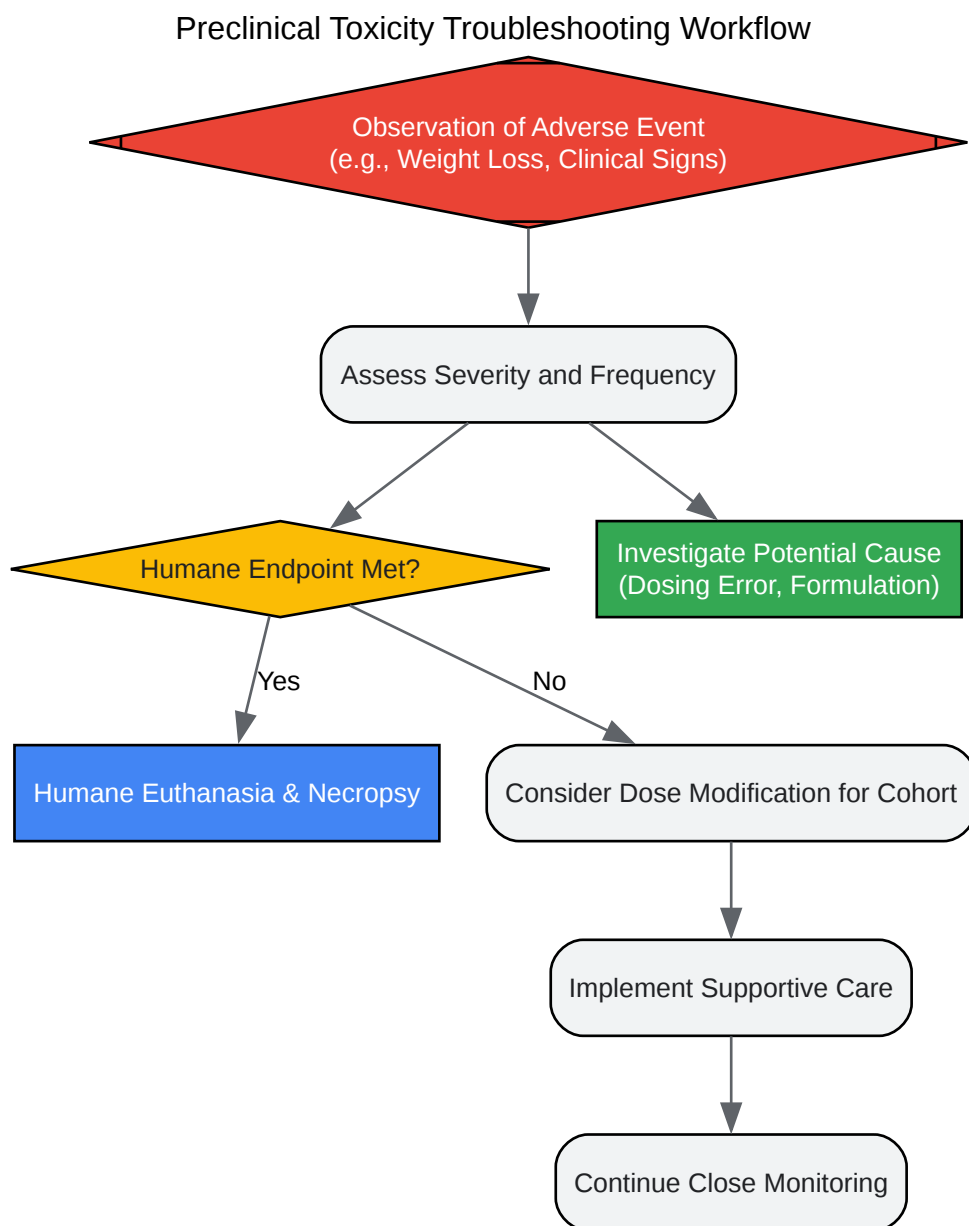 Preclinical Toxicity Troubleshooting Workflow
Observation of Adverse Event
(e.g., Weight Loss, Clinical Signs)
Assess Severity and Frequency
Humane Endpoint Met?
Investigate Potential Cause
(Dosing Error, Formulation)
Yes
No
Humane Euthanasia & Necropsy
Consider Dose Modification for Cohort
Implement Supportive Care
Continue Close Monitoring